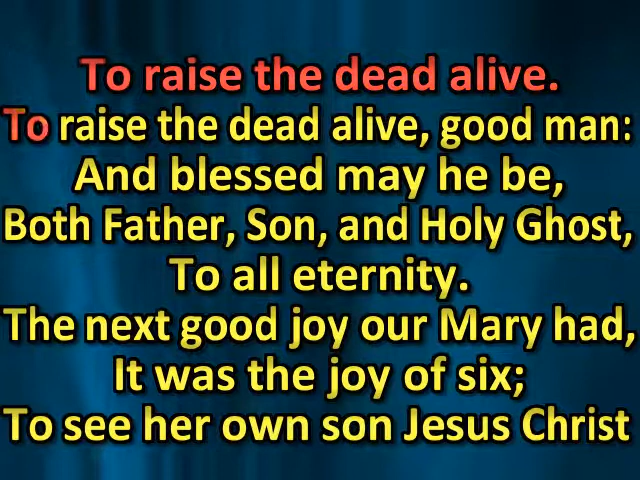 To raise the dead alive.
To raise the dead alive, good man:
And blessed may he be,
Both Father, Son, and Holy Ghost,
To all eternity.
The next good joy our Mary had,
It was the joy of six;
To see her own son Jesus Christ